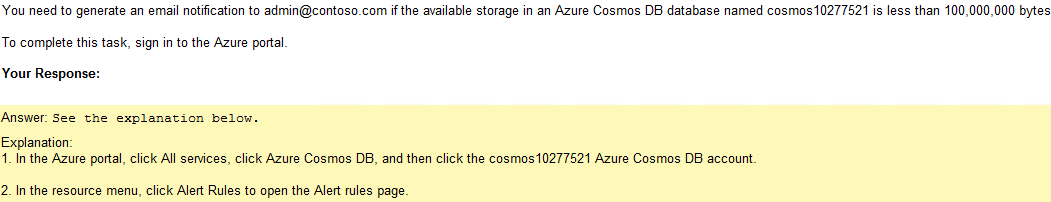 You need to generate an email notification to admin@contoso.com if the available storage in an Azure Cosmos DB database named cosmos10277521 is less than 100,000,000 bytes
To complete this task, sign in to the Azure portal.
Your Response:
Answer: See the explanation below.
Explanation:
1. In the Azure portal, click All services, click Azure Cosmos DB, and then click the cosmos10277521 Azure Cosmos DB account.
2. In the resource menu, click Alert Rules to open the Alert rules page.